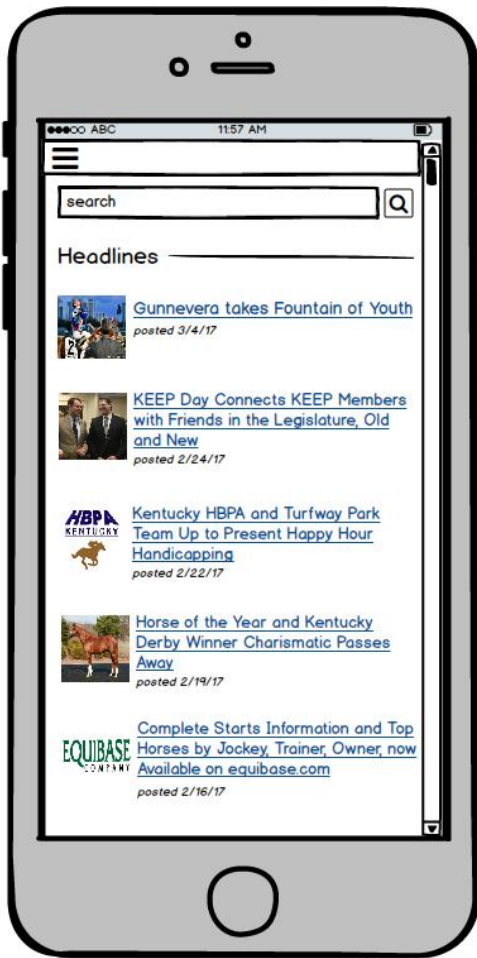 ABC
11:57 AM
search
Headlines
Gunnevera takes Fountain of Youth
posted 3/4/17
KEEP Day Connects KEEP Members
with Friends in the Legislature, Old
and New
posted 2/24/17
HBPA
KENTUCKY
Kentucky HBPA and Turfway Park
Team Up to Present Happy Hour
Handicapping
posted 2/22/17
Horse of the Year and Kentucky
Derby Winner Charismatic Passes
Away
posted 2/19/17
EQUIBASE
COMPANY
Complete Starts Information and Top
Horses by Jockey, Trainer, Owner, now
Available on equibase.com
posted 2/16/17